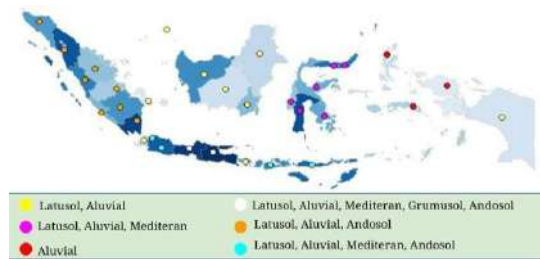 Latusol, Aluvial
Latusol, Aluvial, Mediteran, Grumusol, Andosol
Latusol, Aluvial, Mediteran
Latusol, Aluvial, Andosol
Aluvial
Latusol, Aluvial, Mediteran, Andosol